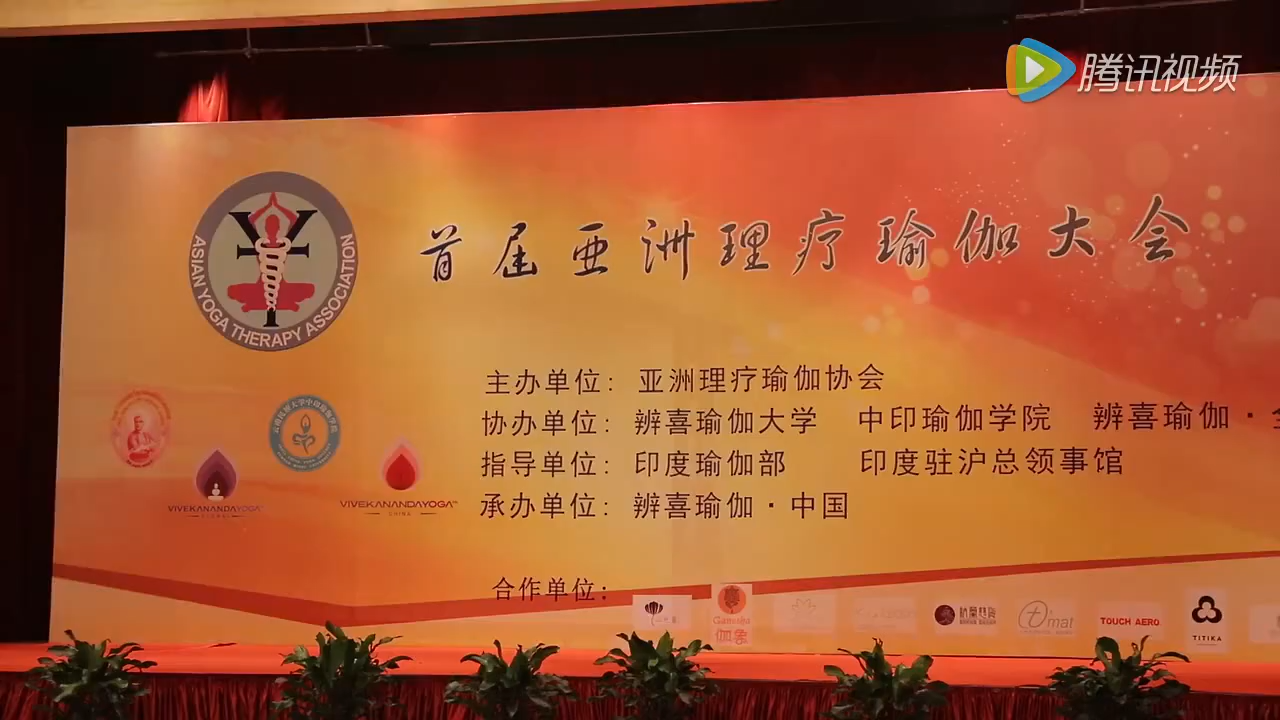 腾讯视频
首届亚洲理疗瑜伽大会
ASIAN YOGA THERAPY ASSOCIATION
主办单位：亚洲理疗瑜伽协会
协办单位：辨喜瑜伽大学 中印瑜伽学院 辨喜瑜伽·
指导单位：印度瑜伽部 印度驻沪总领事馆
承办单位：辨喜瑜伽·中国
VIVEKANANDAYOGA
VIVEKANANDAYOGA
CHINA
合作单位：
Ganesha
伽象
mat
TOUCH AERO
TITIKA